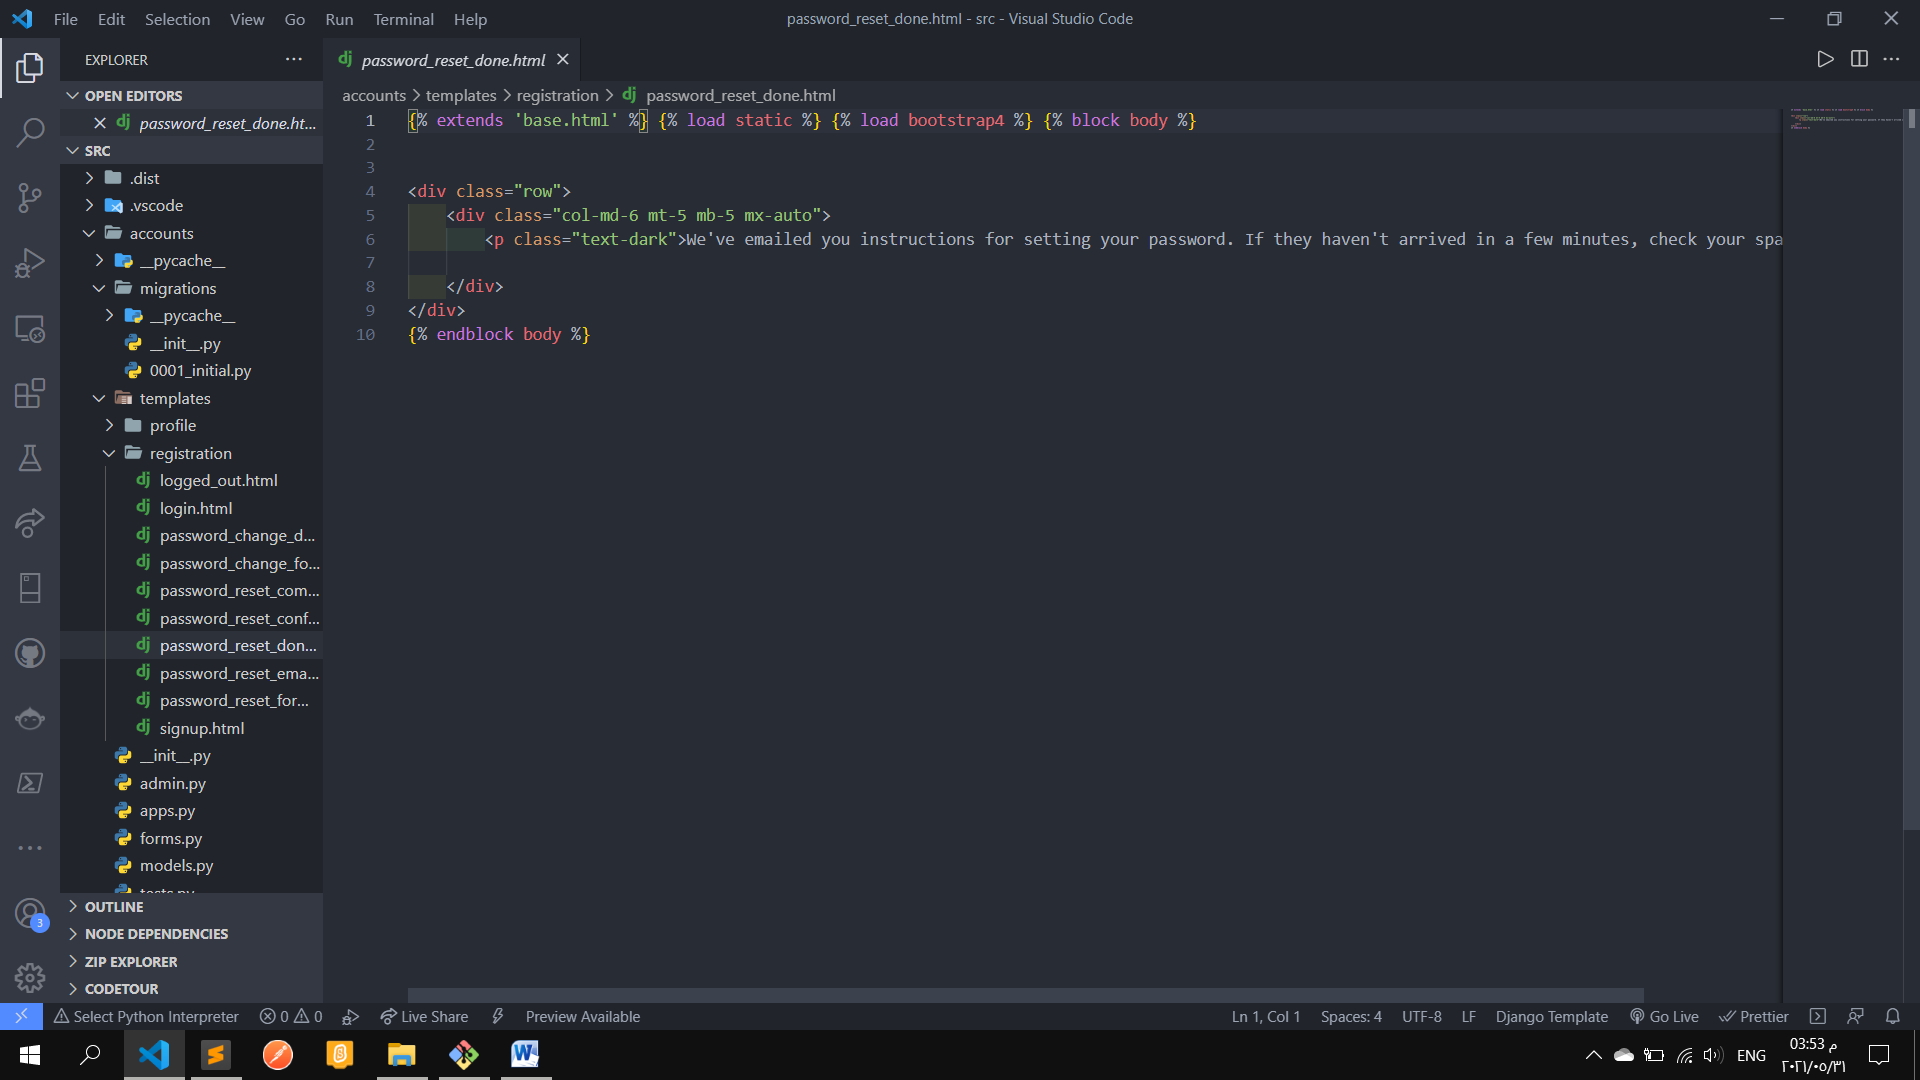 File Edit Selection View Go Run Terminal Help
password_reset_done.html - src - Visual Studio Code
EXPLORER
OPEN EDITORS
password_reset_done.ht...
SRC
.dist
.vscode
accounts
__pycache__
migrations
__pycache__
__init__.py
0001_initial.py
templates
profile
registration
logged_out.html
login.html
password_change_d...
password_change_fo...
password_reset_com...
password_reset_conf...
password_reset_don...
password_reset_ema...
password_reset_for...
signup.html
__init__.py
admin.py
apps.py
forms.py
models.py
tests.py
OUTLINE
NODE DEPENDENCIES
ZIP EXPLORER
CODETOUR
3
password_reset_done.html
accounts > templates > registration > password_reset_done.html
1 {% extends 'base.html' %} {% load static %} {% load bootstrap4 %} {% block body %}
2
3
4 <div class="row">
5 <div class="col-md-6 mt-5 mb-5 mx-auto">
6 <p class="text-dark">We've emailed you instructions for setting your password. If they haven't arrived in a few minutes, check your spa
7
8 </div>
9 </div>
10 {% endblock body %}
Select Python Interpreter 0 0 Live Share Preview Available Ln 1, Col 1 Spaces: 4 UTF-8 LF Django Template Go Live Prettier
ENG
03:53 م
٢٠٢١/٠٥/٣١